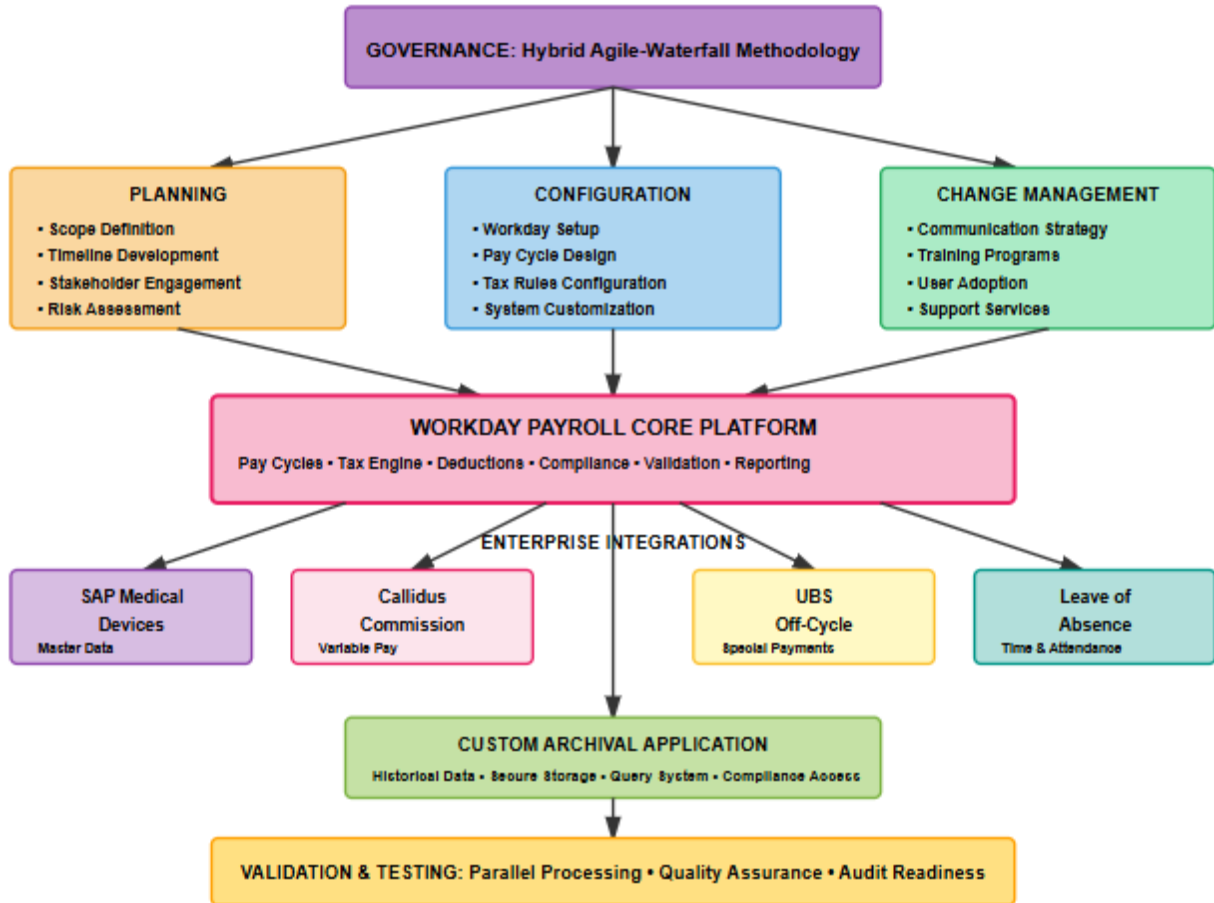 GOVERNANCE: Hybrid Agile-Waterfall Methodology
PLANNING
• Scope Definition
• Timeline Development
• Stakeholder Engagement
• Risk Assessment
CONFIGURATION
• Workday Setup
• Pay Cycle Design
• Tax Rules Configuration
• System Customization
CHANGE MANAGEMENT
• Communication Strategy
• Training Programs
• User Adoption
• Support Services
WORKDAY PAYROLL CORE PLATFORM
Pay Cycles • Tax Engine • Deductions • Compliance • Validation • Reporting
ENTERPRISE INTEGRATIONS
SAP Medical
Devices
Master Data
Callidus
Commission
Variable Pay
UBS
Off-Cycle
Special Payments
Leave of
Absence
Time & Attendance
CUSTOM ARCHIVAL APPLICATION
Historical Data • Secure Storage • Query System • Compliance Access
VALIDATION & TESTING: Parallel Processing • Quality Assurance • Audit Readiness